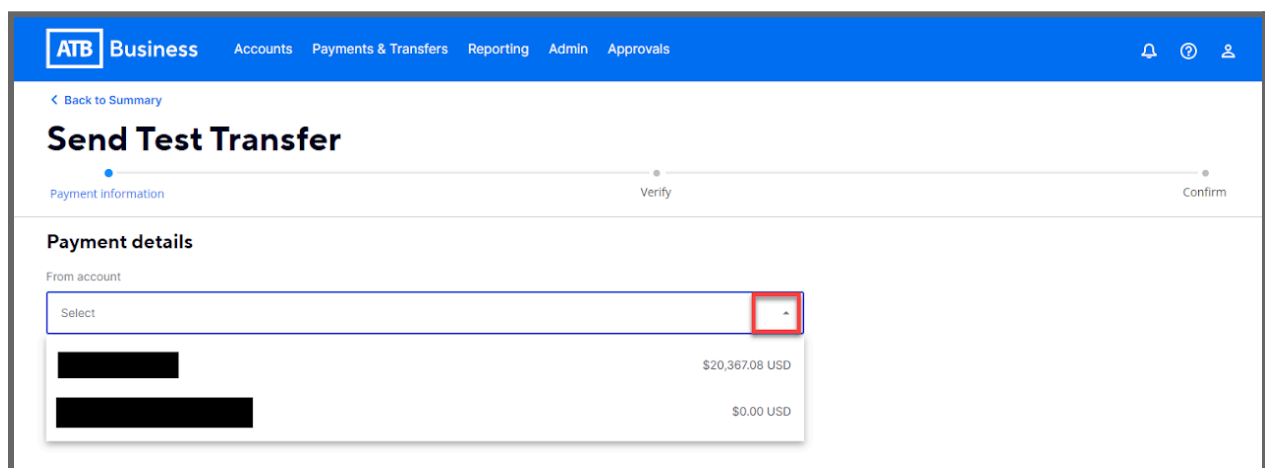 ATB Business Accounts Payments & Transfers Reporting Admin Approvals
Back to Summary
Send Test Transfer
Payment information Verify Confirm
Payment details
From account
Select
$20,367.08 USD
$0.00 USD